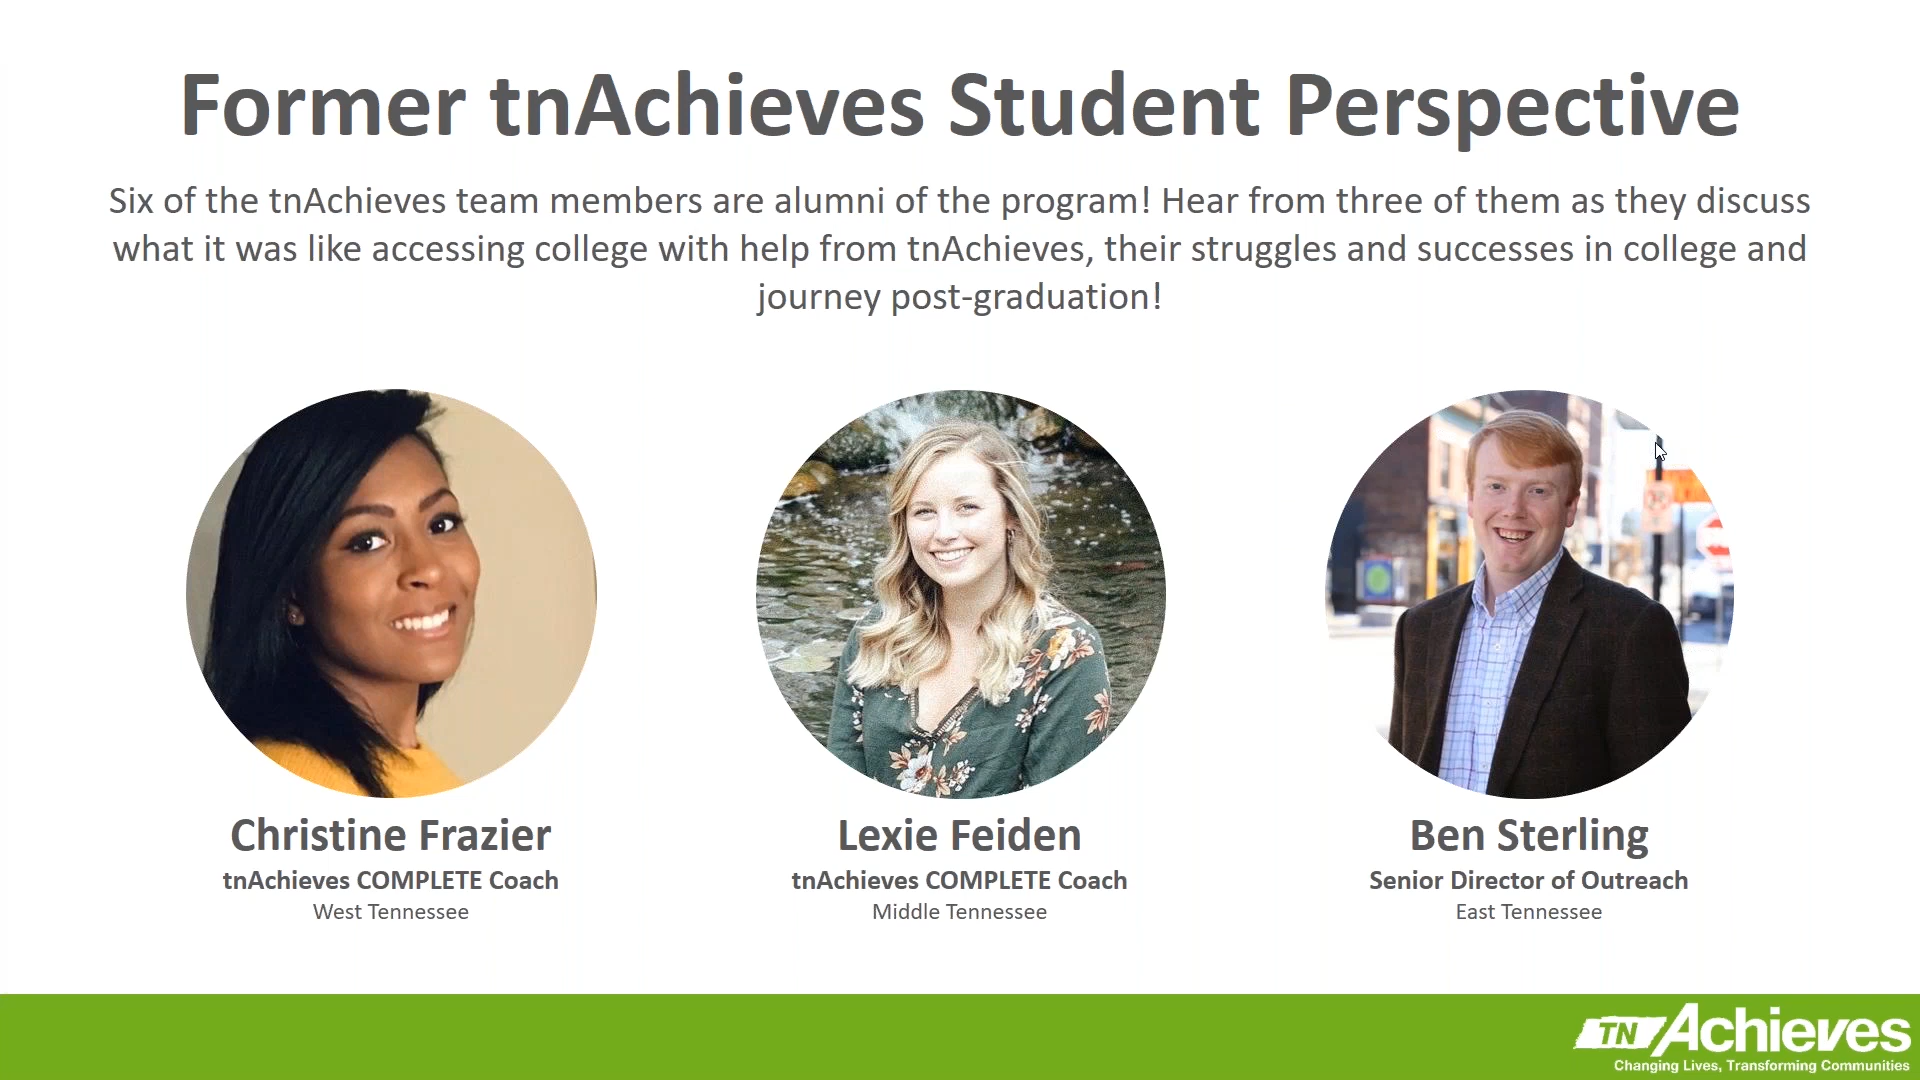 Former tnAchieves Student Perspective
Six of the tnAchieves team members are alumni of the program! Hear from three of them as they discuss
what it was like accessing college with help from tnAchieves, their struggles and successes in college and
journey post-graduation!
Christine Frazier
tnAchieves COMPLETE Coach
West Tennessee
Lexie Feiden
tnAchieves COMPLETE Coach
Middle Tennessee
Ben Sterling
Senior Director of Outreach
East Tennessee
TN Achieves
Changing Lives, Transforming Communities